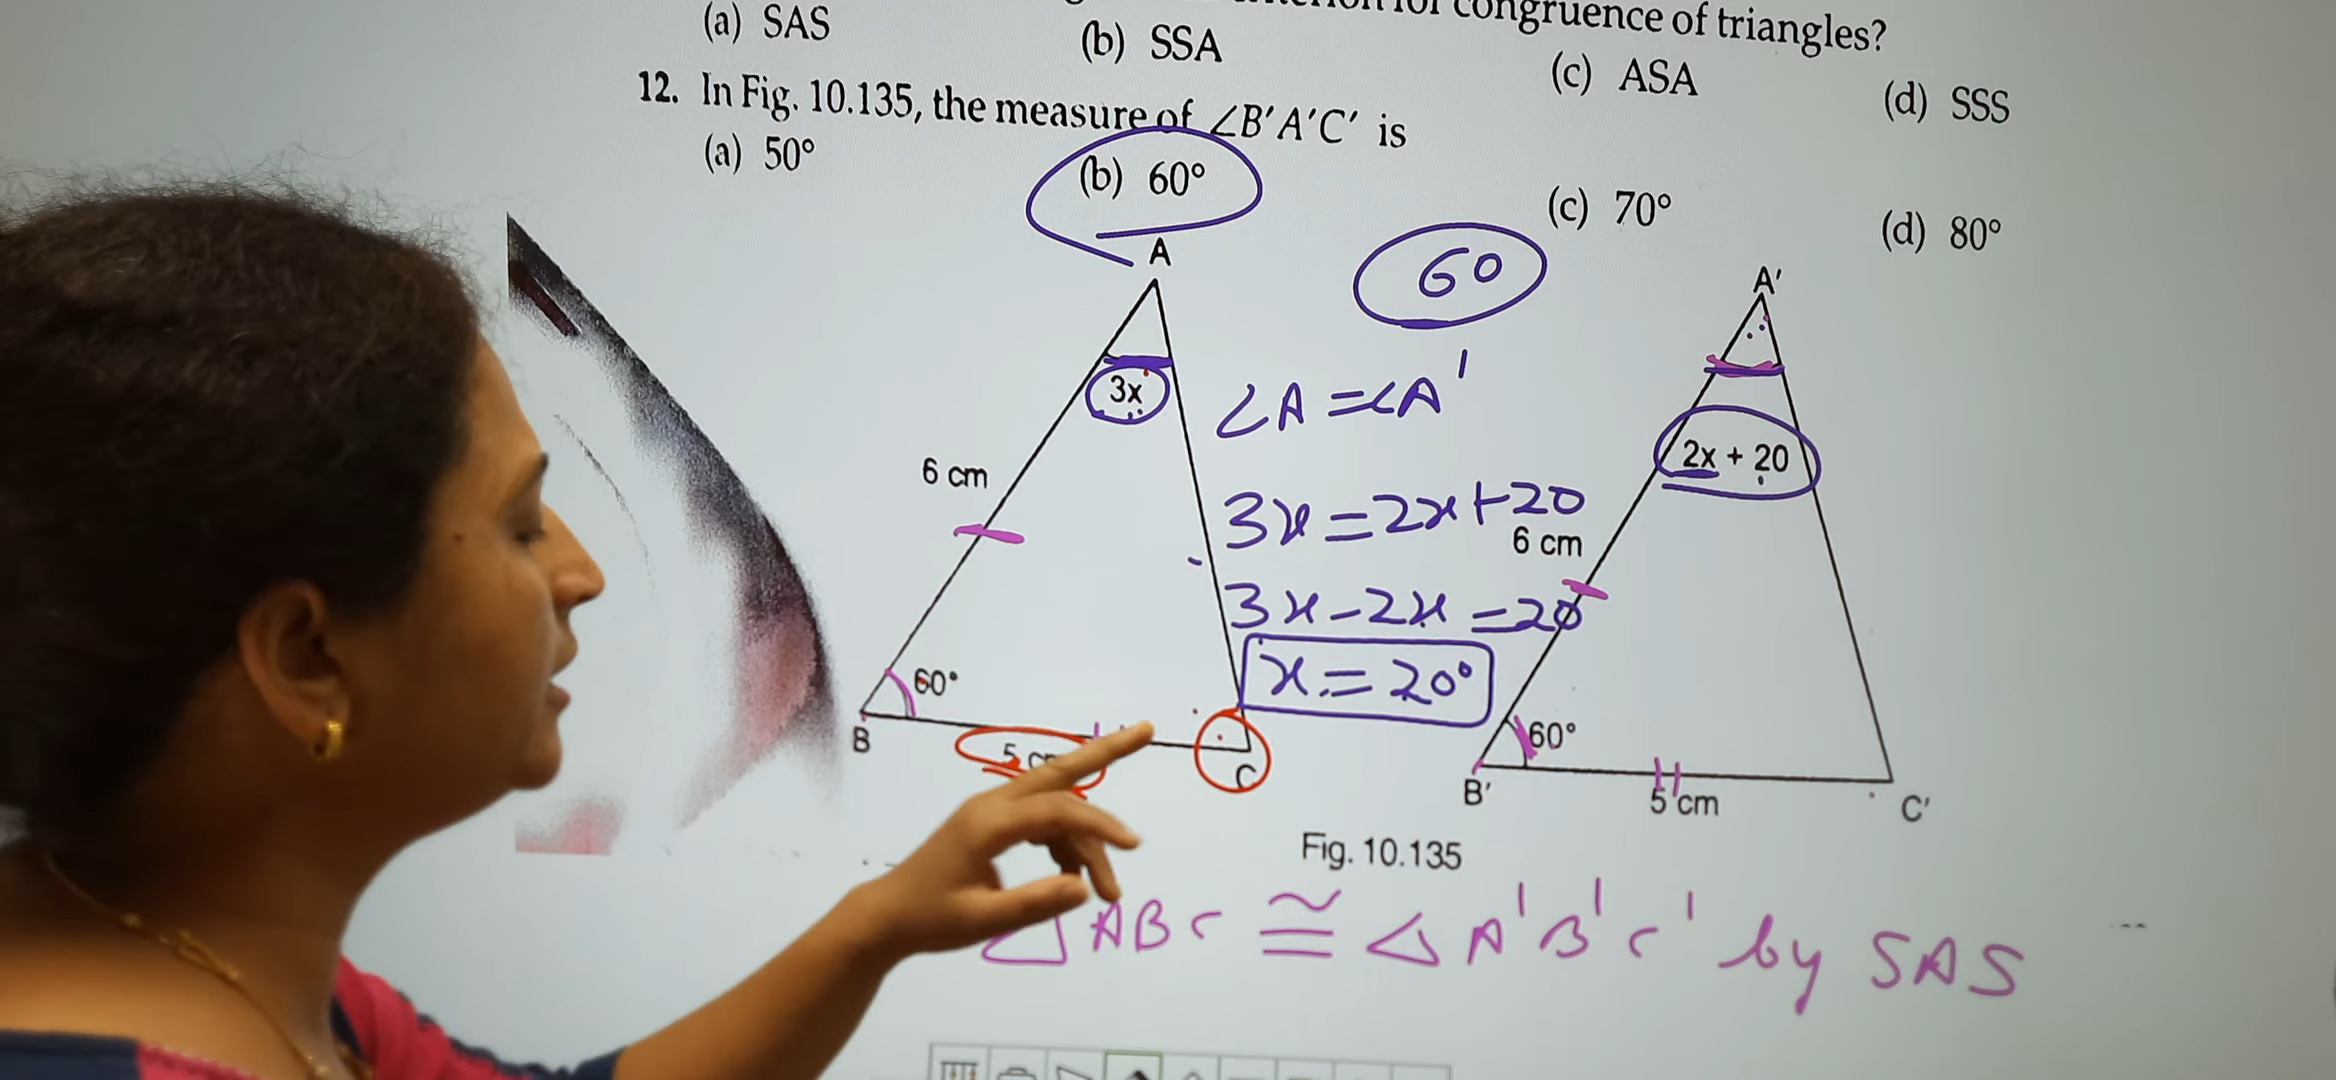 congruence of triangles?
(a) SAS (b) SSA (c) ASA (d) SSS
12. In Fig. 10.135, the measure of ∠B′A′C′ is
(a) 50° (b) 60° (c) 70° (d) 80°
60
A
3x
6 cm
60°
B
5
C
∠A = ∠A′
3x = 2x + 20
3x - 2x = 20
x = 20°
A′
2x + 20
6 cm
60°
B′
5 cm
C′
Fig. 10.135
△ABC ≅ △A′B′C′ by SAS